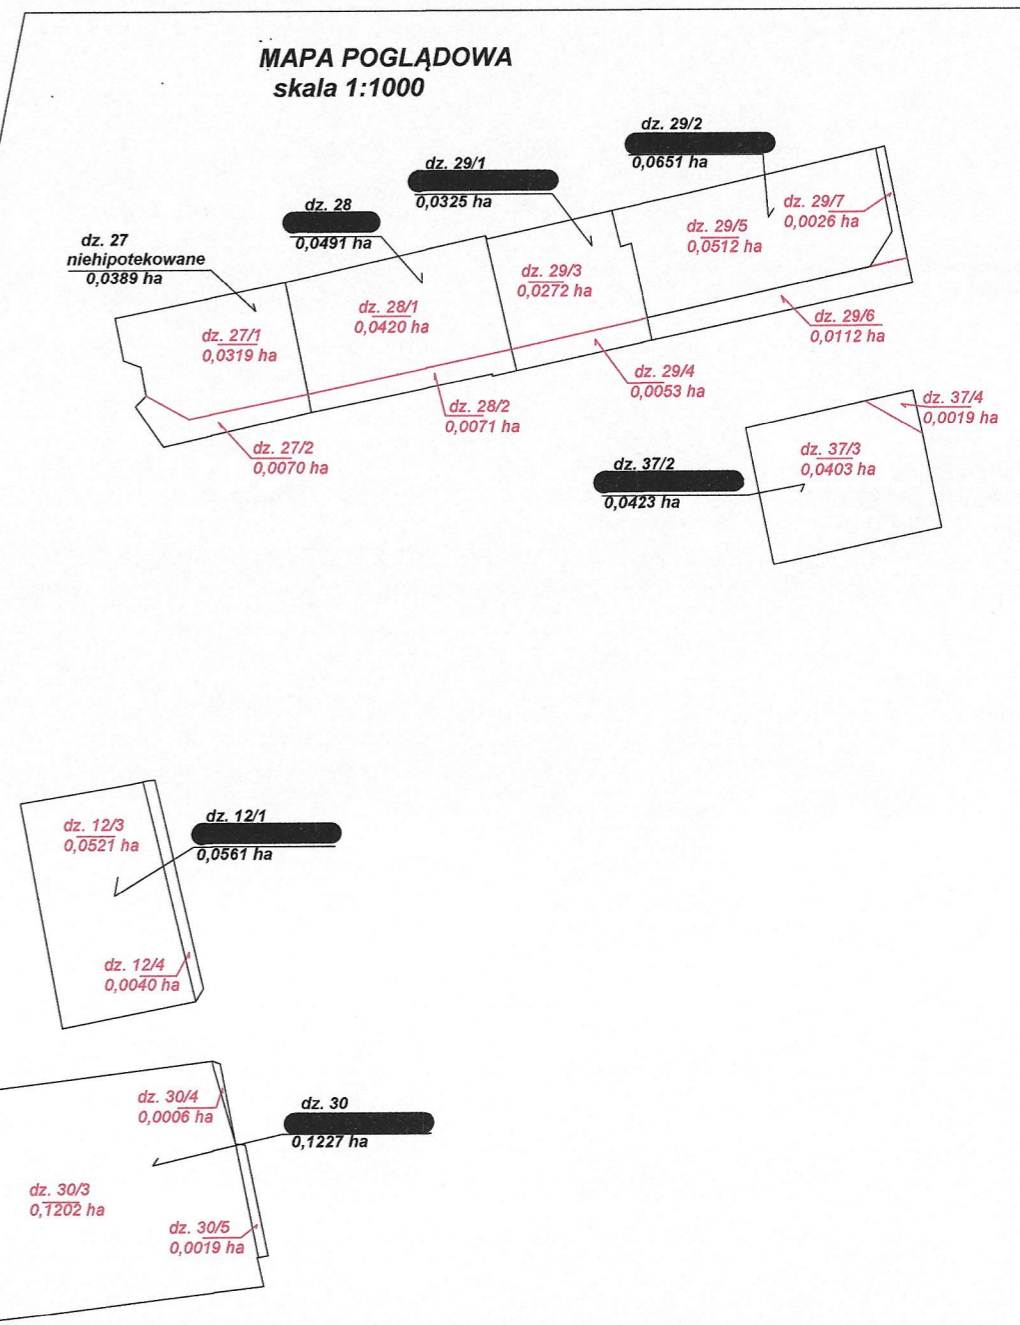 MAPA POGLĄDOWA
skala 1:1000
dz. 29/2
0,0651 ha
dz. 29/1
0,0325 ha
dz. 28
0,0491 ha
dz. 27
niehipotekowane
0,0389 ha
dz. 29/7
0,0026 ha
dz. 29/5
0,0512 ha
dz. 29/3
0,0272 ha
dz. 28/1
0,0420 ha
dz. 27/1
0,0319 ha
dz. 29/6
0,0112 ha
dz. 29/4
0,0053 ha
dz. 28/2
0,0071 ha
dz. 27/2
0,0070 ha
dz. 37/4
0,0019 ha
dz. 37/3
0,0403 ha
dz. 37/2
0,0423 ha
dz. 12/3
0,0521 ha
dz. 12/1
0,0561 ha
dz. 12/4
0,0040 ha
dz. 30/4
0,0006 ha
dz. 30
0,1227 ha
dz. 30/3
0,1202 ha
dz. 30/5
0,0019 ha